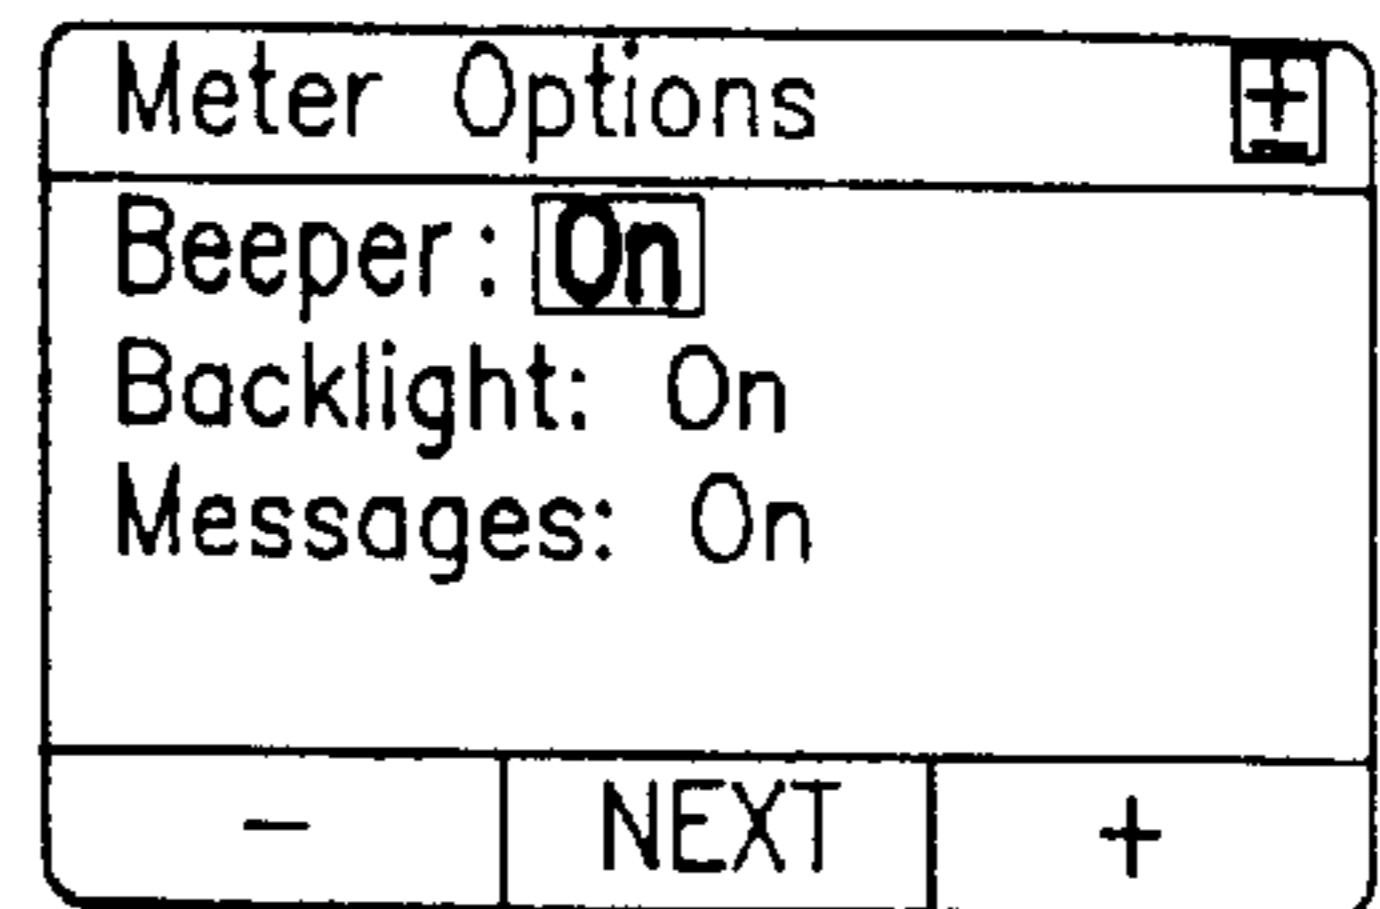 Meter Options ±
Beeper: On
Backlight: On
Messages: On
- NEXT +